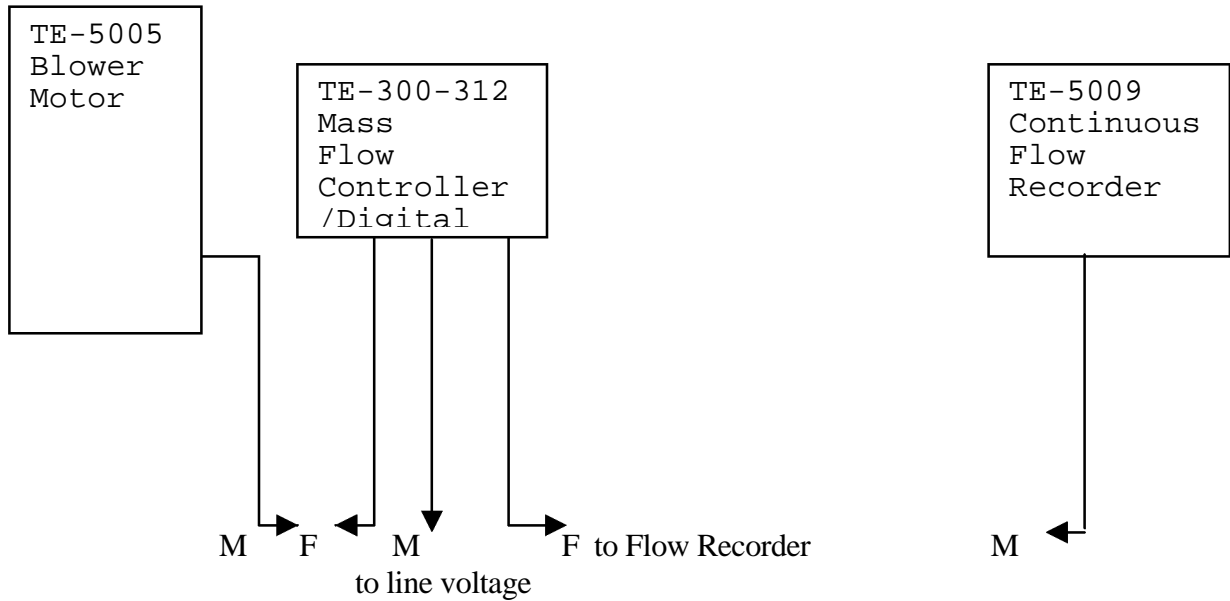 TE-5005
Blower
Motor
TE-300-312
Mass
Flow
Controller
/Digital
TE-5009
Continuous
Flow
Recorder
M F M F to Flow Recorder M
to line voltage